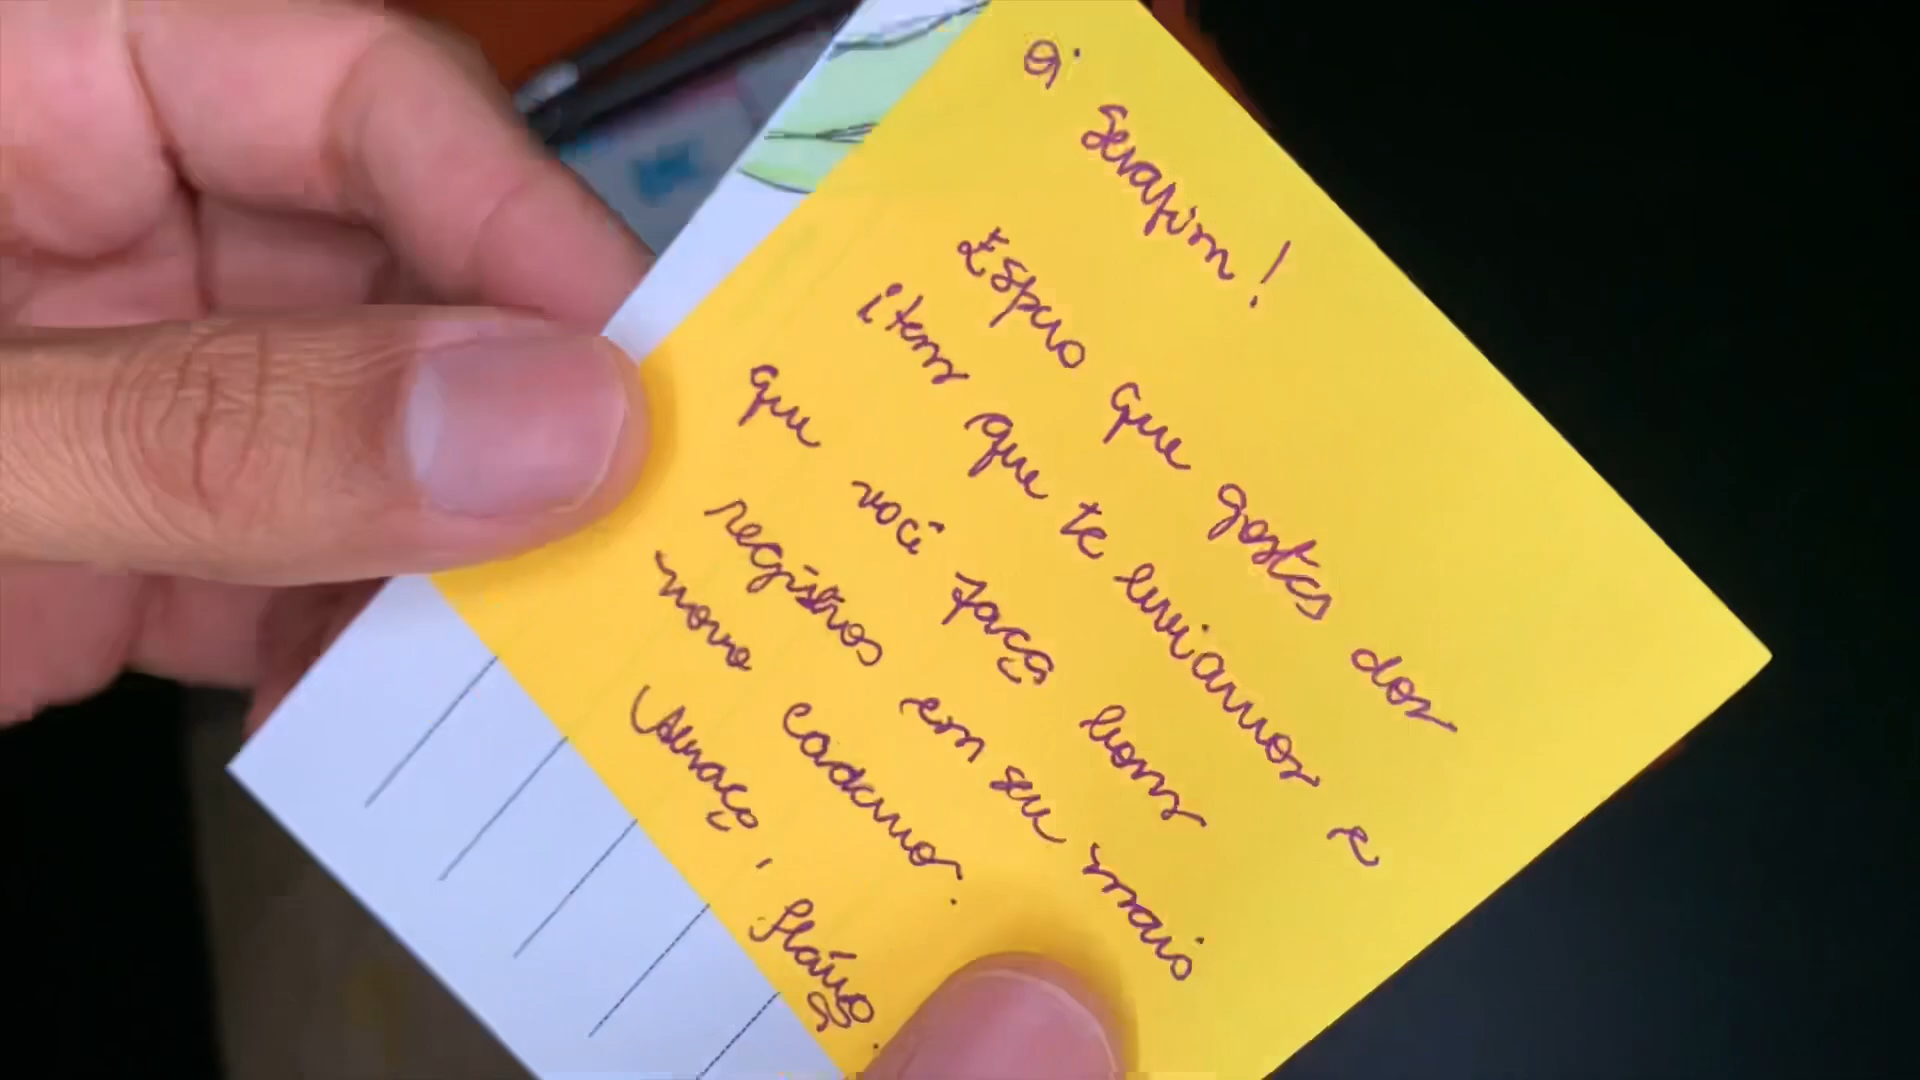 Oi Serafim!
Espero que gostes dos
itens que te enviamos e
que você faça bons
registros em seu mais
novo caderno.
Abraço, Flávio